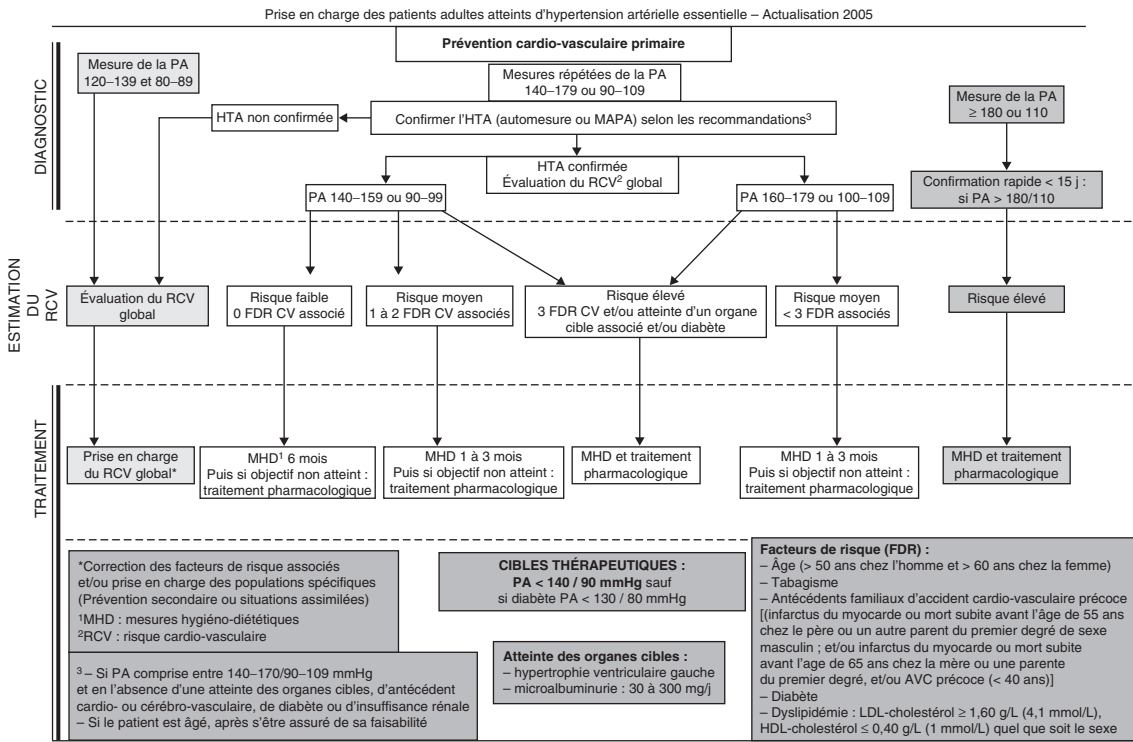 Prise en charge des patients adultes atteints d'hypertension artérielle essentielle – Actualisation 2005
Prévention cardio-vasculaire primaire
DIAGNOSTIC
Mesure de la PA
120–139 et 80–89
Mesures répétées de la PA
140–179 ou 90–109
Mesure de la PA
≥ 180 ou 110
HTA non confirmée
Confirmer l'HTA (automesure ou MAPA) selon les recommandations³
HTA confirmée
Évaluation du RCV² global
Confirmation rapide < 15 j :
si PA > 180/110
PA 140–159 ou 90–99
PA 160–179 ou 100–109
ESTIMATION
DU
RCV
Évaluation du RCV
global
Risque faible
0 FDR CV associé
Risque moyen
1 à 2 FDR CV associés
Risque élevé
3 FDR CV et/ou atteinte d'un organe
cible associé et/ou diabète
Risque moyen
< 3 FDR associés
Risque élevé
TRAITEMENT
Prise en charge
du RCV global*
MHD¹ 6 mois
Puis si objectif non atteint :
traitement pharmacologique
MHD 1 à 3 mois
Puis si objectif non atteint :
traitement pharmacologique
MHD et traitement
pharmacologique
MHD 1 à 3 mois
Puis si objectif non atteint :
traitement pharmacologique
MHD et traitement
pharmacologique
*Correction des facteurs de risque associés
et/ou prise en charge des populations spécifiques
(Prévention secondaire ou situations assimilées)
¹MHD : mesures hygiéno-diététiques
²RCV : risque cardio-vasculaire
³ – Si PA comprise entre 140–170/90–109 mmHg
et en l'absence d'une atteinte des organes cibles, d'antécédent
cardio- ou cérébro-vasculaire, de diabète ou d'insuffisance rénale
– Si le patient est âgé, après s'être assuré de sa faisabilité
CIBLES THÉRAPEUTIQUES :
PA < 140 / 90 mmHg sauf
si diabète PA < 130 / 80 mmHg
Atteinte des organes cibles :
– hypertrophie ventriculaire gauche
– microalbuminurie : 30 à 300 mg/j
Facteurs de risque (FDR) :
– Âge (> 50 ans chez l'homme et > 60 ans chez la femme)
– Tabagisme
– Antécédents familiaux d'accident cardio-vasculaire précoce
[(infarctus du myocarde ou mort subite avant l'âge de 55 ans
chez le père ou un autre parent du premier degré de sexe
masculin ; et/ou infarctus du myocarde ou mort subite
avant l'age de 65 ans chez la mère ou une parente
du premier degré, et/ou AVC précoce (< 40 ans)]
– Diabète
– Dyslipidémie : LDL-cholestérol ≥ 1,60 g/L (4,1 mmol/L),
HDL-cholestérol ≤ 0,40 g/L (1 mmol/L) quel que soit le sexe